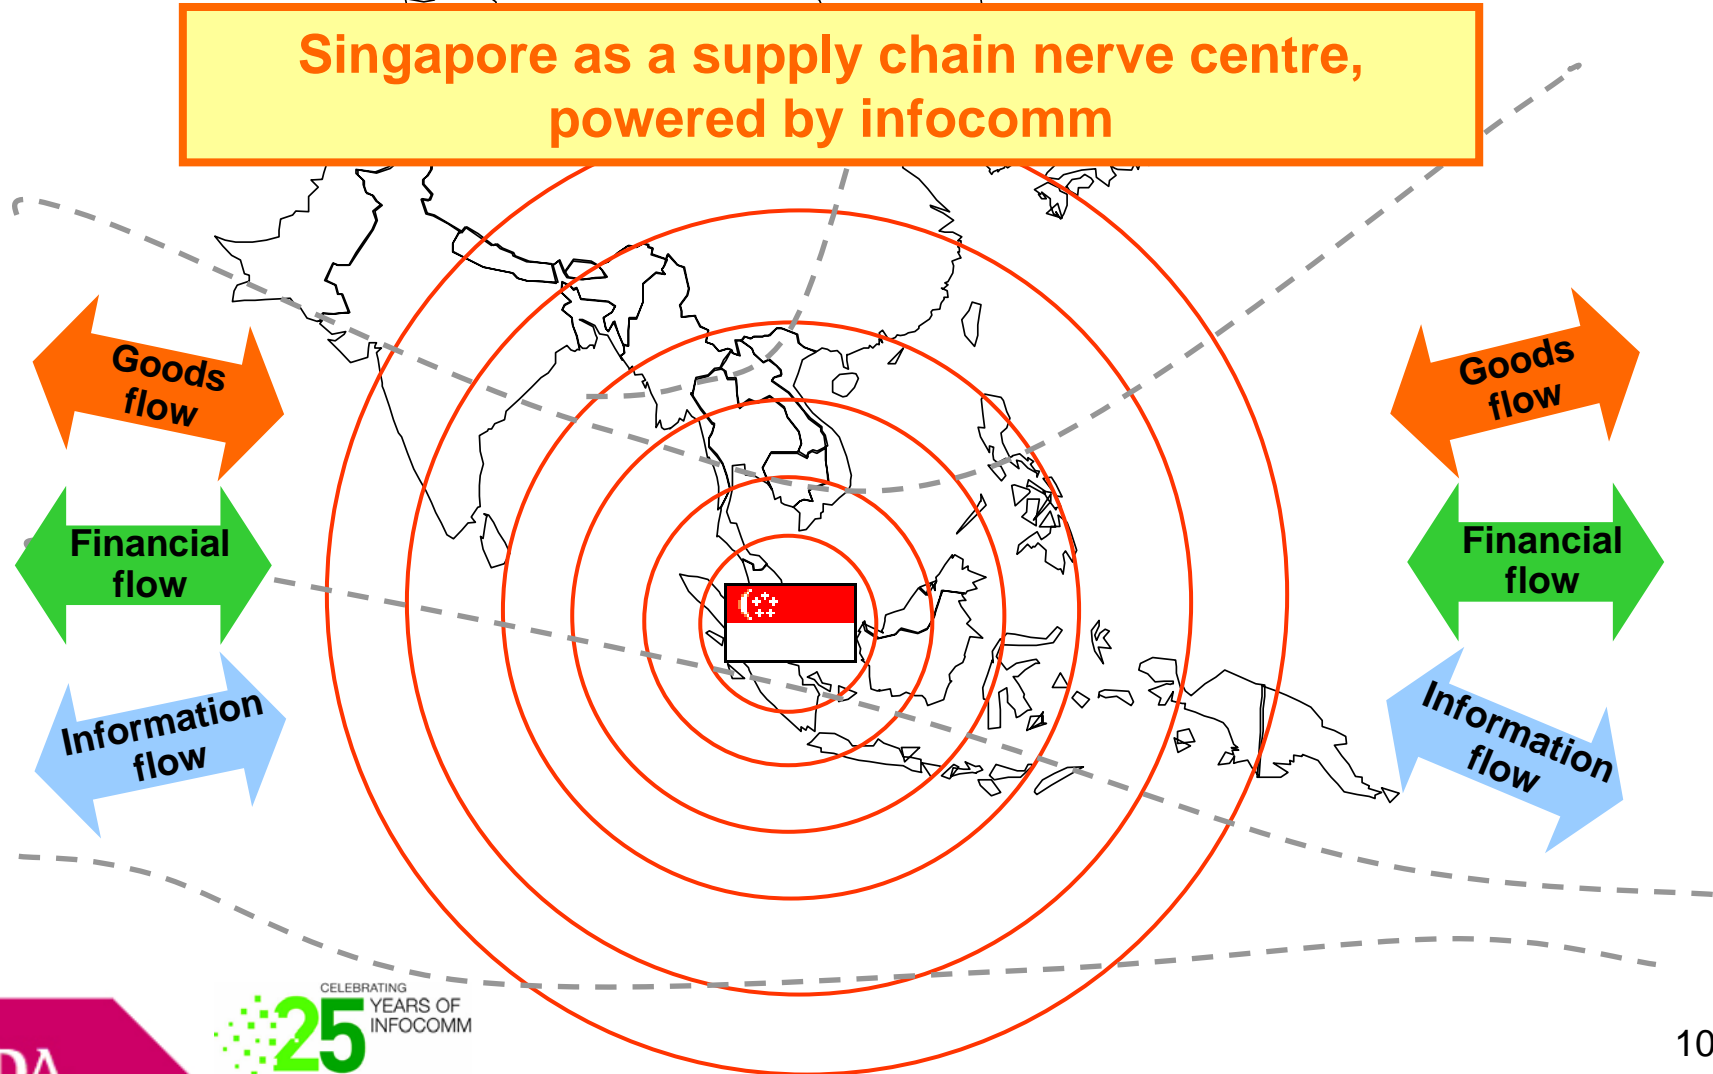 Singapore as a supply chain nerve centre,
powered by infocomm
Goods
flow
Goods
flow
Financial
flow
Financial
flow
Information
flow
Information
flow
CELEBRATING
25
YEARS OF
INFOCOMM
10